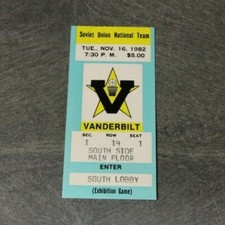 Soviet Union National Team
TUE., NOV. 16, 1982
7:30 P. M. $5.00
V
VANDERBILT
SEC. ROW SEAT
I 14 1
SOUTH SIDE
MAIN FLOOR
ENTER
SOUTH LOBBY
(Exhibition Game)